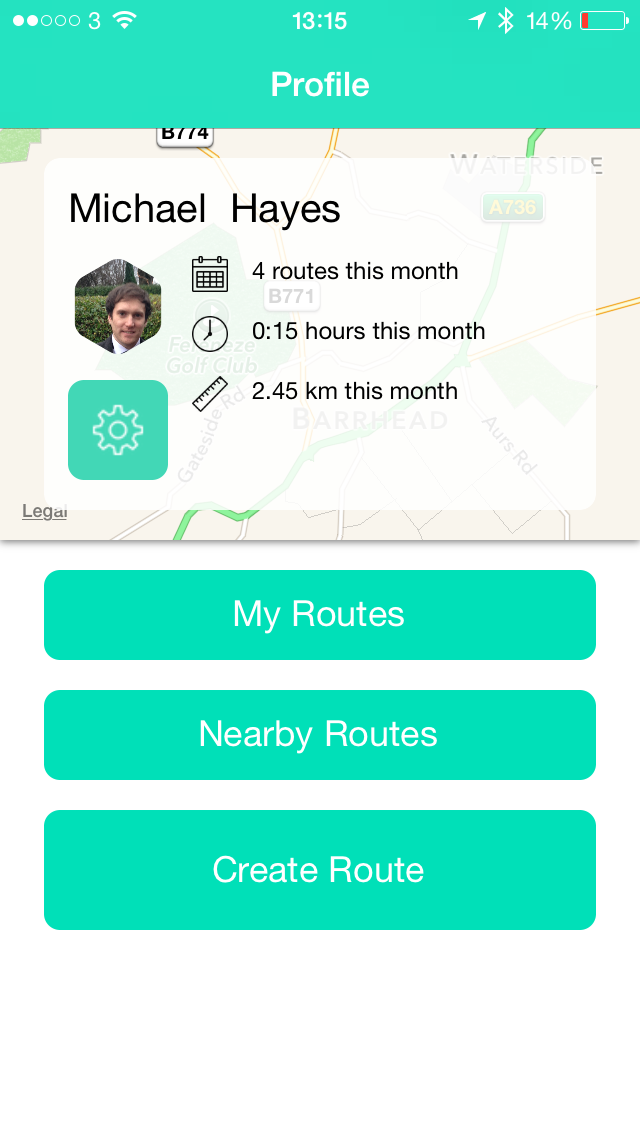 3 13:15 14%
Profile
B774
WATERSIDE
Michael Hayes
A736
4 routes this month
B771
0:15 hours this month
Fereneze
Golf Club
2.45 km this month
BARRHEAD
Gateside Rd
Aurs Rd
Legal
My Routes
Nearby Routes
Create Route